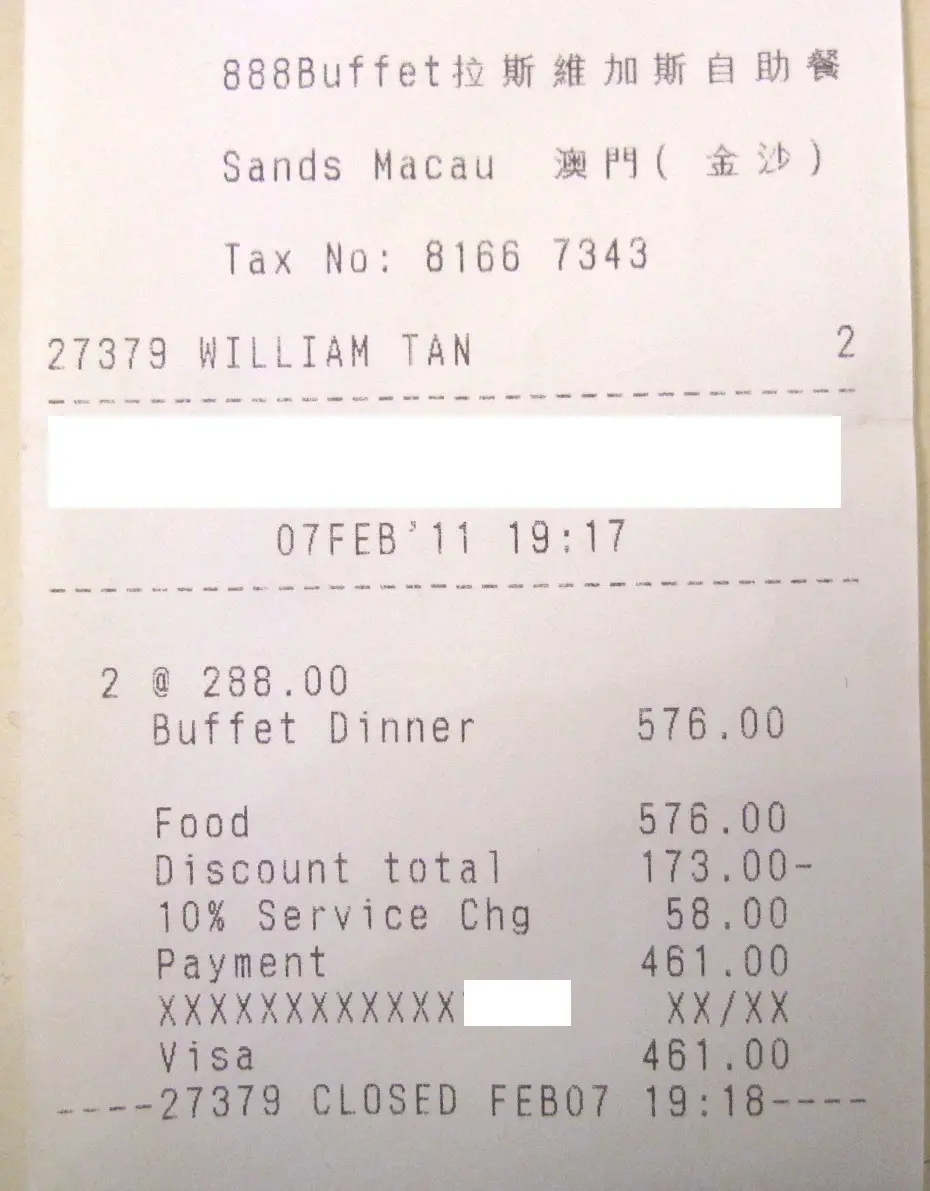 888Buffet拉斯維加斯自助餐
Sands Macau 澳門(金沙)
Tax No: 8166 7343
27379 WILLIAM TAN 2
07FEB'11 19:17
2 @ 288.00
Buffet Dinner 576.00
Food 576.00
Discount total 173.00-
10% Service Chg 58.00
Payment 461.00
XXXXXXXXXXXX XX/XX
Visa 461.00
----27379 CLOSED FEB07 19:18----